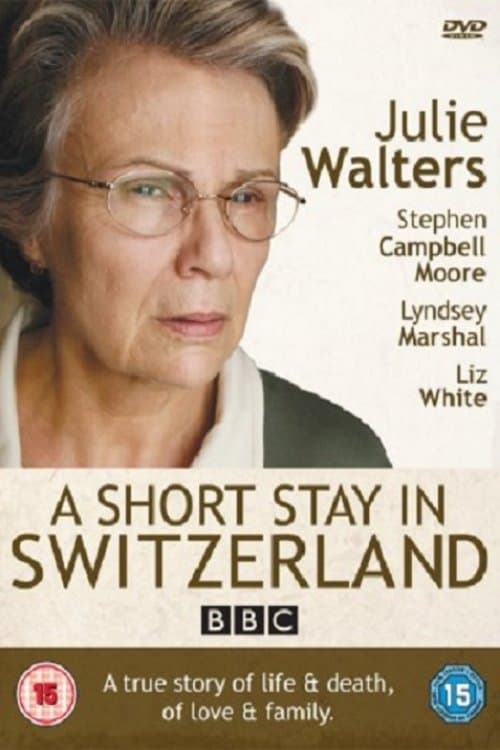 DVD
VIDEO
Julie
Walters
Stephen
Campbell
Moore
Lyndsey
Marshal
Liz
White
A SHORT STAY IN
SWITZERLAND
BBC
15
A true story of life & death,
of love & family.
15